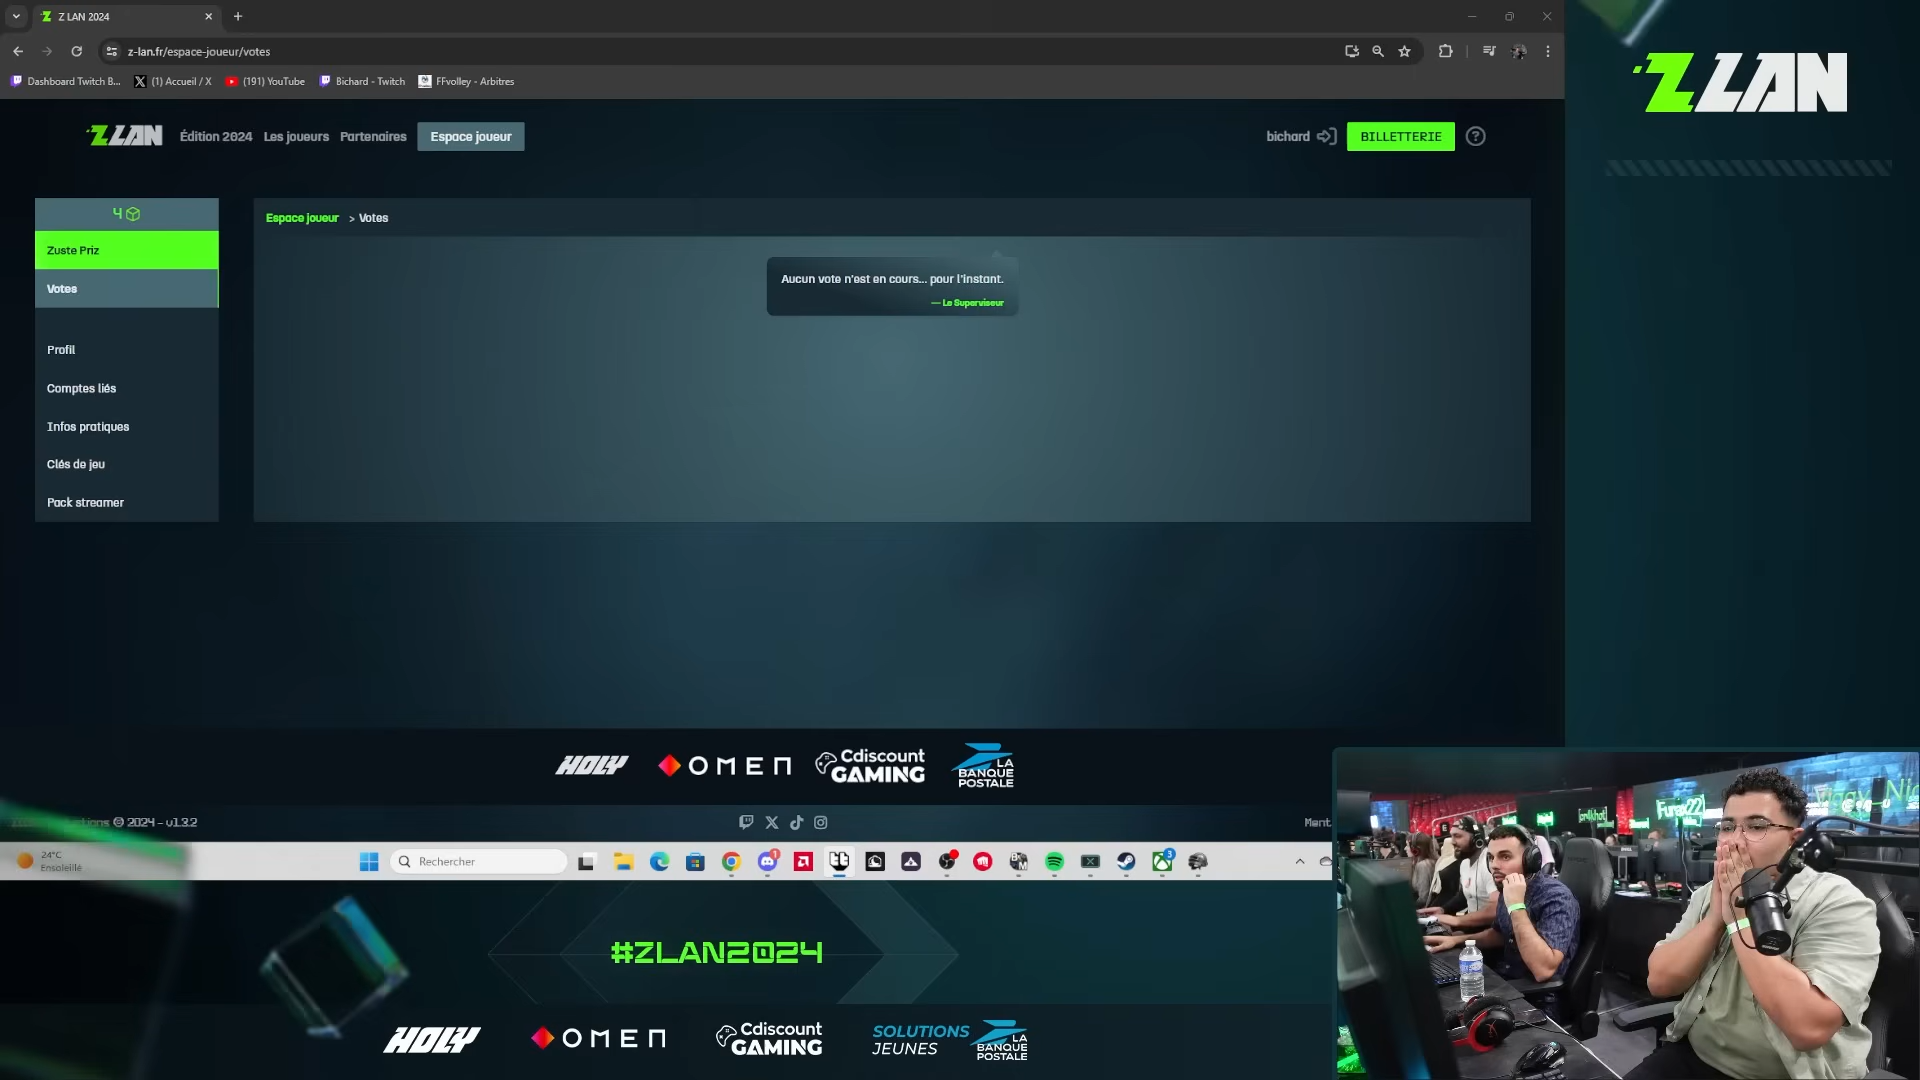 Z LAN 2024
z-lan.fr/espace-joueur/votes
Dashboard Twitch B...
(1) Accueil / X
(191) YouTube
Bichard - Twitch
FFvolley - Arbitres
ZLAN
ZLAN
Édition 2024
Les joueurs
Partenaires
Espace joueur
bichard
BILLETTERIE
?
4
Zuste Priz
Votes
Profil
Comptes liés
Infos pratiques
Clés de jeu
Pack streamer
Espace joueur > Votes
Aucun vote n'est en cours... pour l'instant.
— Le Superviseur
HOLY
OMEN
Cdiscount
GAMING
LA
BANQUE
POSTALE
© 2024 - v1.3.2
Ment
24°C
Ensoleillé
Rechercher
1
3
Furax22
#ZLAN2024
HOLY
OMEN
Cdiscount
GAMING
SOLUTIONS
JEUNES
LA
BANQUE
POSTALE